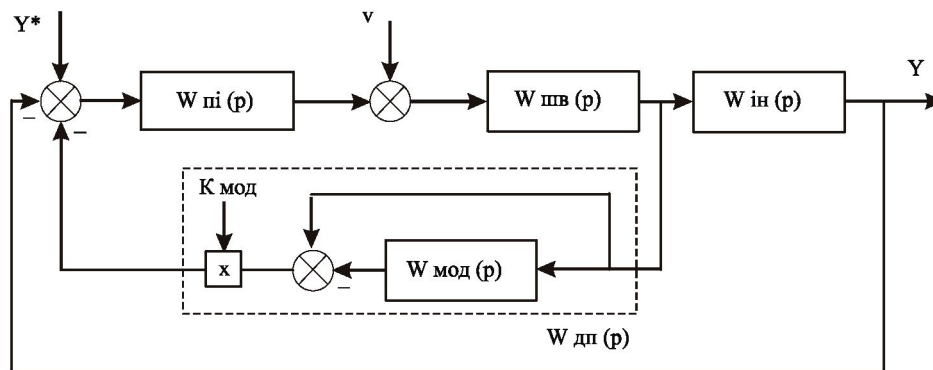 Y*
v
Y
W пі (р)
W шв (р)
W ін (р)
–
–
К мод
х
W мод (р)
–
W дп (р)